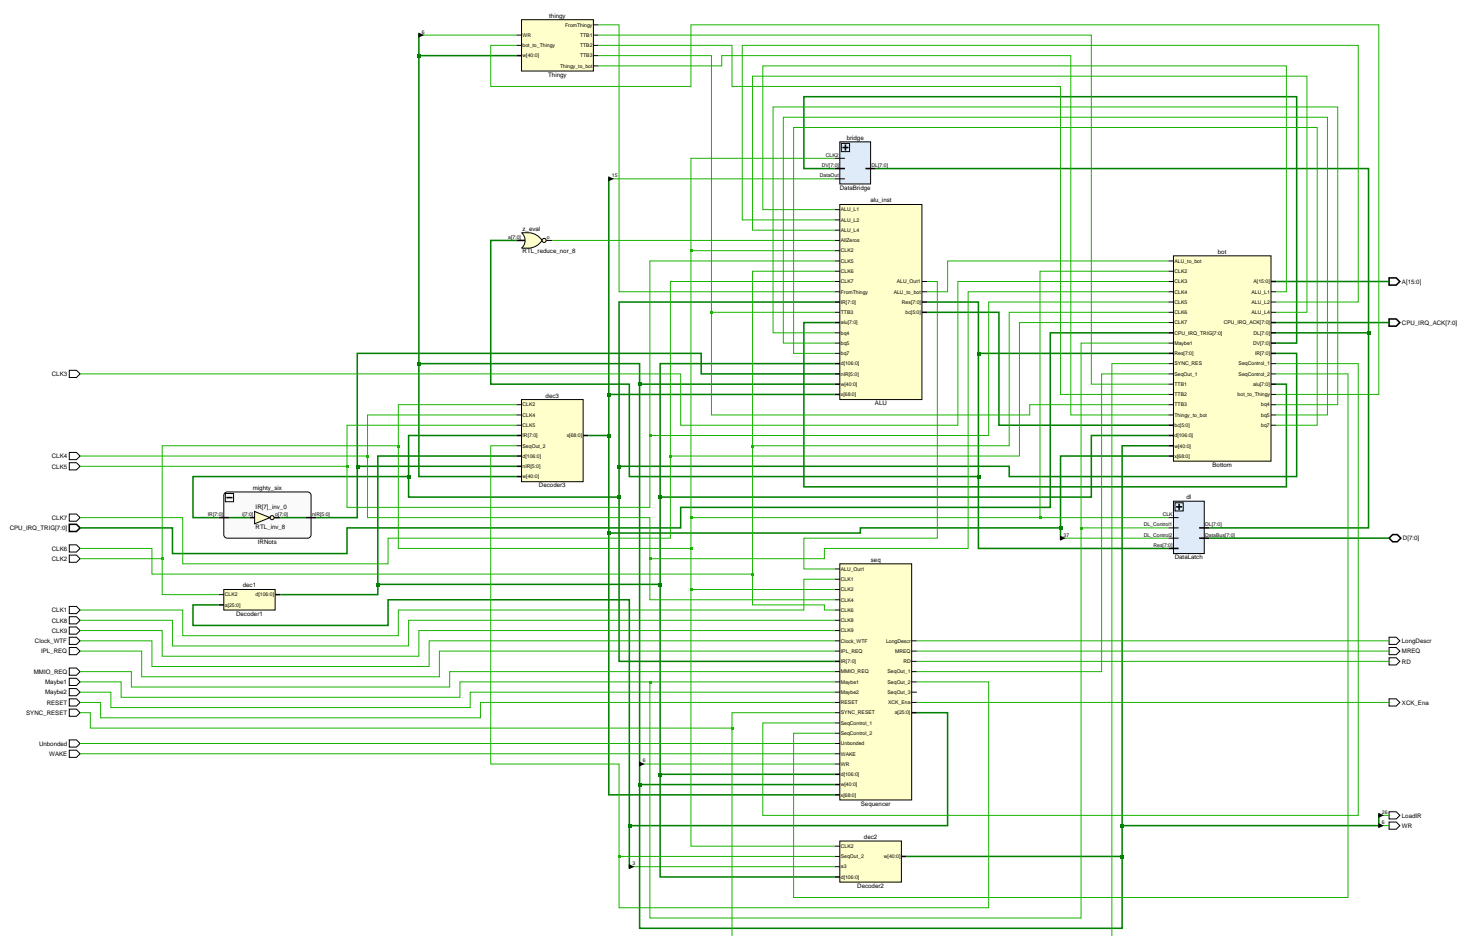 thingy
FromThingy
WR
TTB1
bot_to_Thingy
TTB2
w[40:0]
TTB3
Thingy_to_bot
Thingy
6
bridge
CLK2
DV[7:0]
DL[7:0]
DataOut
DataBridge
15
alu_inst
ALU_L1
ALU_L2
ALU_L4
AllZeros
CLK2
CLK5
CLK6
CLK7
FromThingy
IR[7:0]
TTB3
alu[7:0]
bq4
bq5
bq7
d[106:0]
nIR[5:0]
w[40:0]
x[68:0]
ALU_Out1
ALU_to_bot
Res[7:0]
bc[5:0]
ALU
z_eval
a[7:0]
o
RTL_reduce_nor_8
bot
ALU_to_bot
CLK2
CLK3
CLK4
CLK5
CLK6
CLK7
CPU_IRQ_TRIG[7:0]
Maybe1
Res[7:0]
SYNC_RES
SeqOut_1
TTB1
TTB2
TTB3
Thingy_to_bot
bc[5:0]
d[106:0]
w[40:0]
x[68:0]
A[15:0]
ALU_L1
ALU_L2
ALU_L4
CPU_IRQ_ACK[7:0]
DL[7:0]
DV[7:0]
IR[7:0]
SeqControl_1
SeqControl_2
alu[7:0]
bot_to_Thingy
bq4
bq5
bq7
Bottom
A[15:0]
CPU_IRQ_ACK[7:0]
CLK3
dec3
CLK2
CLK4
CLK5
IR[7:0]
SeqOut_2
d[106:0]
nIR[5:0]
w[40:0]
x[68:0]
Decoder3
CLK4
CLK5
mighty_six
IR[7]_inv_0
IR[7:0]
i[7:0]
o[7:0]
nIR[5:0]
RTL_inv_8
IRNots
CLK7
CPU_IRQ_TRIG[7:0]
CLK6
CLK2
dl
CLK
DL_Control1
DL_Control2
Res[7:0]
DL[7:0]
DataBus[7:0]
DataLatch
37
D[7:0]
dec1
CLK2
a[25:0]
d[106:0]
Decoder1
CLK1
CLK8
CLK9
Clock_WTF
IPL_REQ
MMIO_REQ
Maybe1
Maybe2
RESET
SYNC_RESET
Unbonded
WAKE
seq
ALU_Out1
CLK1
CLK2
CLK4
CLK6
CLK8
CLK9
Clock_WTF
IPL_REQ
IR[7:0]
MMIO_REQ
Maybe1
Maybe2
RESET
SYNC_RESET
SeqControl_1
SeqControl_2
Unbonded
WAKE
WR
d[106:0]
w[40:0]
x[68:0]
LongDescr
MREQ
RD
SeqOut_1
SeqOut_2
SeqOut_3
XCK_Ena
a[25:0]
Sequencer
6
LongDescr
MREQ
RD
XCK_Ena
LoadIR
6
WR
dec2
CLK2
SeqOut_2
a3
d[106:0]
w[40:0]
Decoder2
3